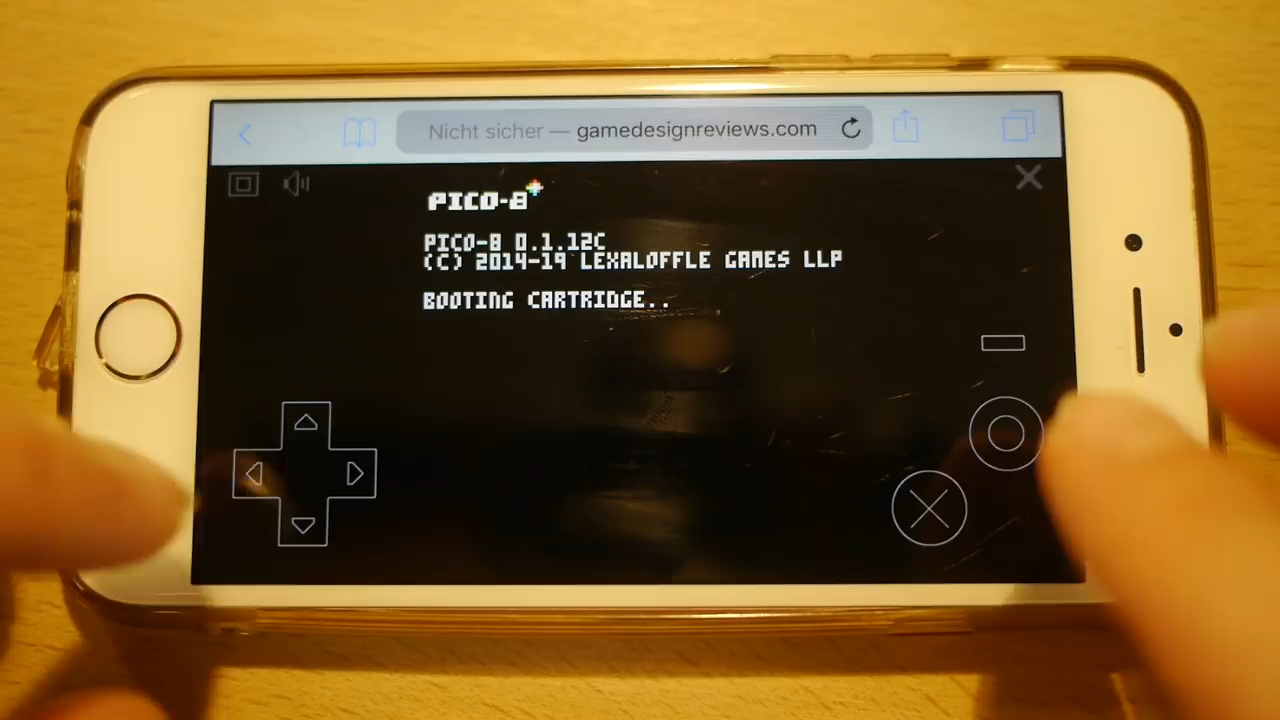 Nicht sicher — gamedesignreviews.com
PICO-8
PICO-8 0.1.12C
(C) 2014-19 LEXALOFFLE GAMES LLP
BOOTING CARTRIDGE..